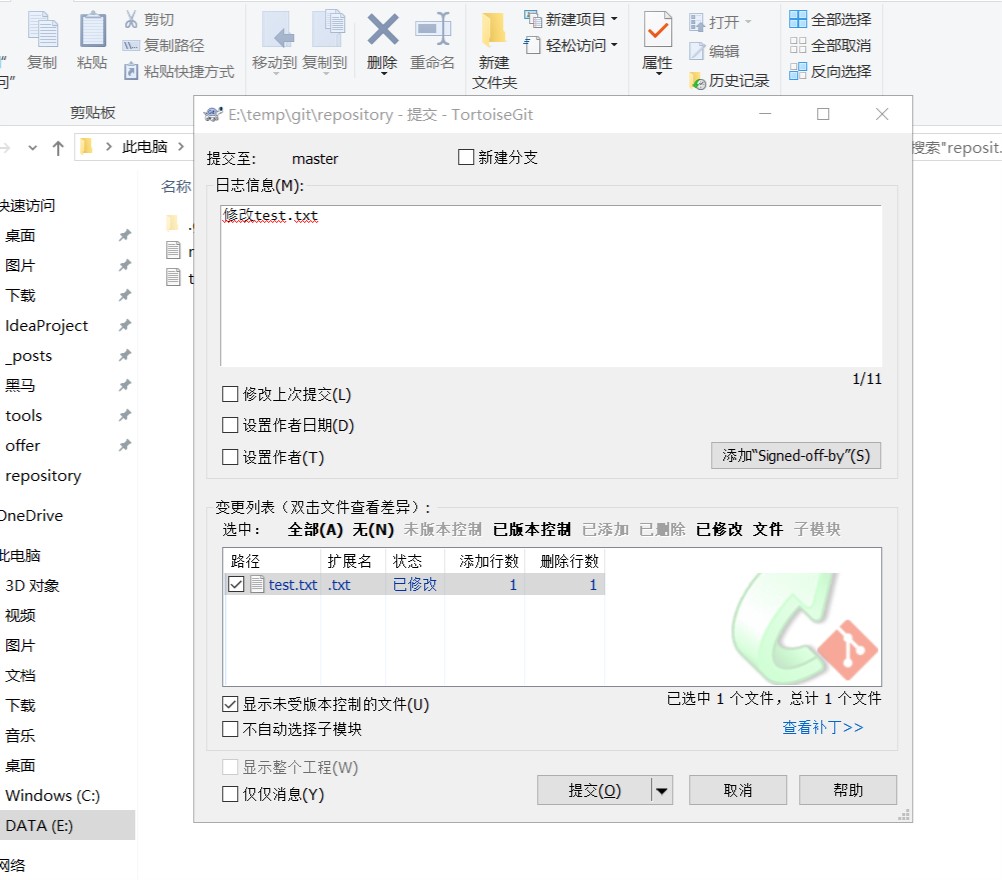 剪切
新建项目
打开
全部选择
复制路径
轻松访问
编辑
全部取消
复制
粘贴
粘贴快捷方式
移动到
复制到
删除
重命名
新建
文件夹
属性
历史记录
反向选择
问"
剪贴板
E:\temp\git\repository - 提交 - TortoiseGit
此电脑
搜索"reposit.
名称
提交至:
master
新建分支
日志信息(M):
修改test.txt
1/11
修改上次提交(L)
设置作者日期(D)
设置作者(T)
添加"Signed-off-by"(S)
变更列表（双击文件查看差异）:
选中： 全部(A) 无(N) 未版本控制 已版本控制 已添加 已删除 已修改 文件 子模块
路径 扩展名 状态 添加行数 删除行数
test.txt .txt 已修改 1 1
显示未受版本控制的文件(U)
已选中 1 个文件，总计 1 个文件
不自动选择子模块
查看补丁>>
显示整个工程(W)
仅仅消息(Y)
提交(O)
取消
帮助
快速访问
桌面
图片
下载
IdeaProject
_posts
黑马
tools
offer
repository
OneDrive
此电脑
3D 对象
视频
图片
文档
下载
音乐
桌面
Windows (C:)
DATA (E:)
网络